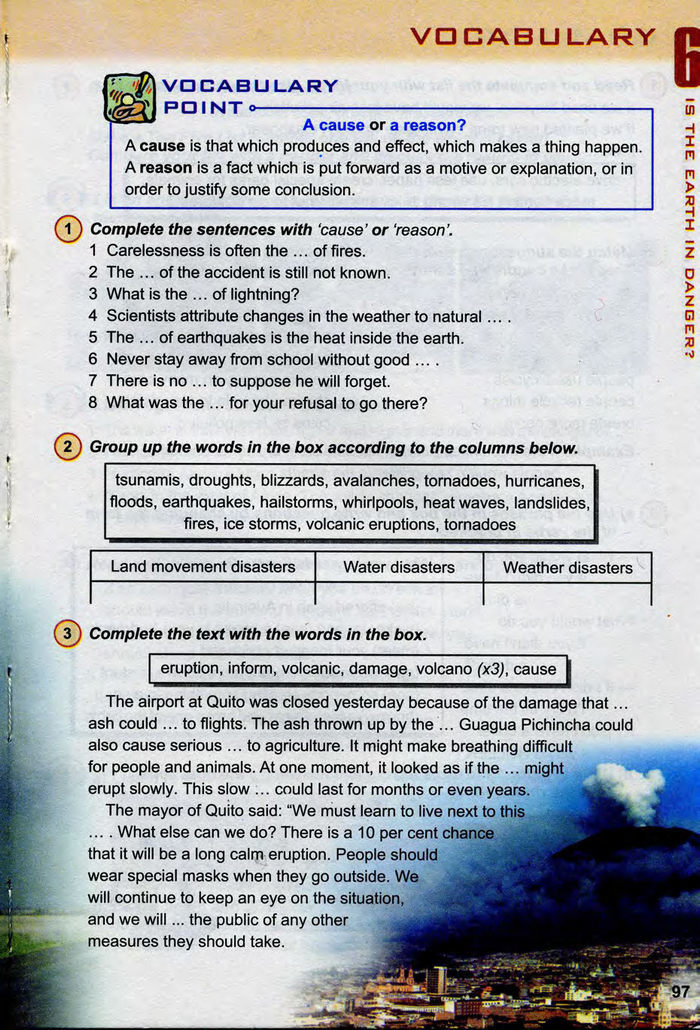 VOCABULARY
6
IS THE EARTH IN DANGER?
VOCABULARY
POINT
A cause or a reason?
A cause is that which produces and effect, which makes a thing happen.
A reason is a fact which is put forward as a motive or explanation, or in
order to justify some conclusion.
1 Complete the sentences with ‘cause’ or ‘reason’.
1 Carelessness is often the ... of fires.
2 The ... of the accident is still not known.
3 What is the ... of lightning?
4 Scientists attribute changes in the weather to natural ... .
5 The ... of earthquakes is the heat inside the earth.
6 Never stay away from school without good ... .
7 There is no ... to suppose he will forget.
8 What was the ... for your refusal to go there?
2 Group up the words in the box according to the columns below.
tsunamis, droughts, blizzards, avalanches, tornadoes, hurricanes,
floods, earthquakes, hailstorms, whirlpools, heat waves, landslides,
fires, ice storms, volcanic eruptions, tornadoes
Land movement disasters Water disasters Weather disasters
3 Complete the text with the words in the box.
eruption, inform, volcanic, damage, volcano (x3), cause
The airport at Quito was closed yesterday because of the damage that ...
ash could ... to flights. The ash thrown up by the ... Guagua Pichincha could
also cause serious ... to agriculture. It might make breathing difficult
for people and animals. At one moment, it looked as if the ... might
erupt slowly. This slow ... could last for months or even years.
The mayor of Quito said: “We must learn to live next to this
... . What else can we do? There is a 10 per cent chance
that it will be a long calm eruption. People should
wear special masks when they go outside. We
will continue to keep an eye on the situation,
and we will ... the public of any other
measures they should take.
97